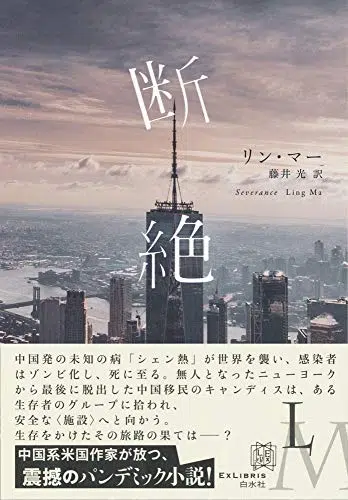 断絶
リン・マー
藤井 光 訳
Severance Ling Ma
中国発の未知の病「シェン熱」が世界を襲い、感染者
はゾンビ化し、死に至る。無人となったニューヨーク
から最後に脱出した中国移民のキャンディスは、ある
生存者のグループに拾われ、
安全な〈施設〉へと向かう。
生存をかけたその旅路の果ては――?
中国系米国作家が放つ、
震撼のパンデミック小説!
L
M
EXLIBRIS
白水社